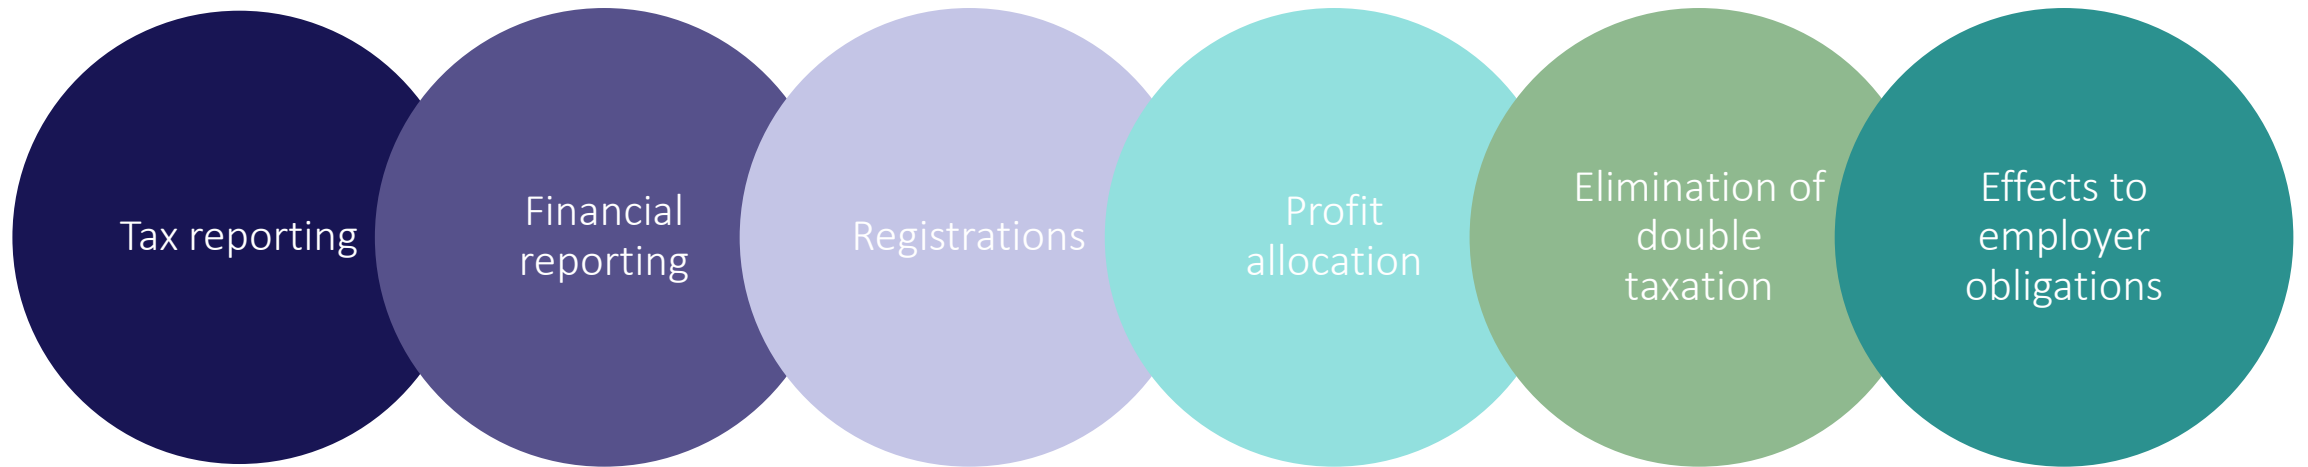 Tax reporting
Financial
reporting
Registrations
Profit
allocation
Elimination of
double
taxation
Effects to
employer
obligations